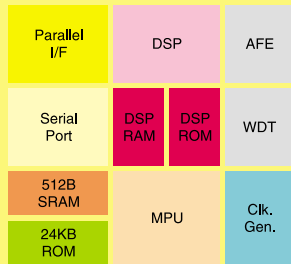 Parallel
I/F
DSP
AFE
Serial
Port
DSP
RAM
DSP
ROM
WDT
512B
SRAM
24KB
ROM
MPU
Clk.
Gen.